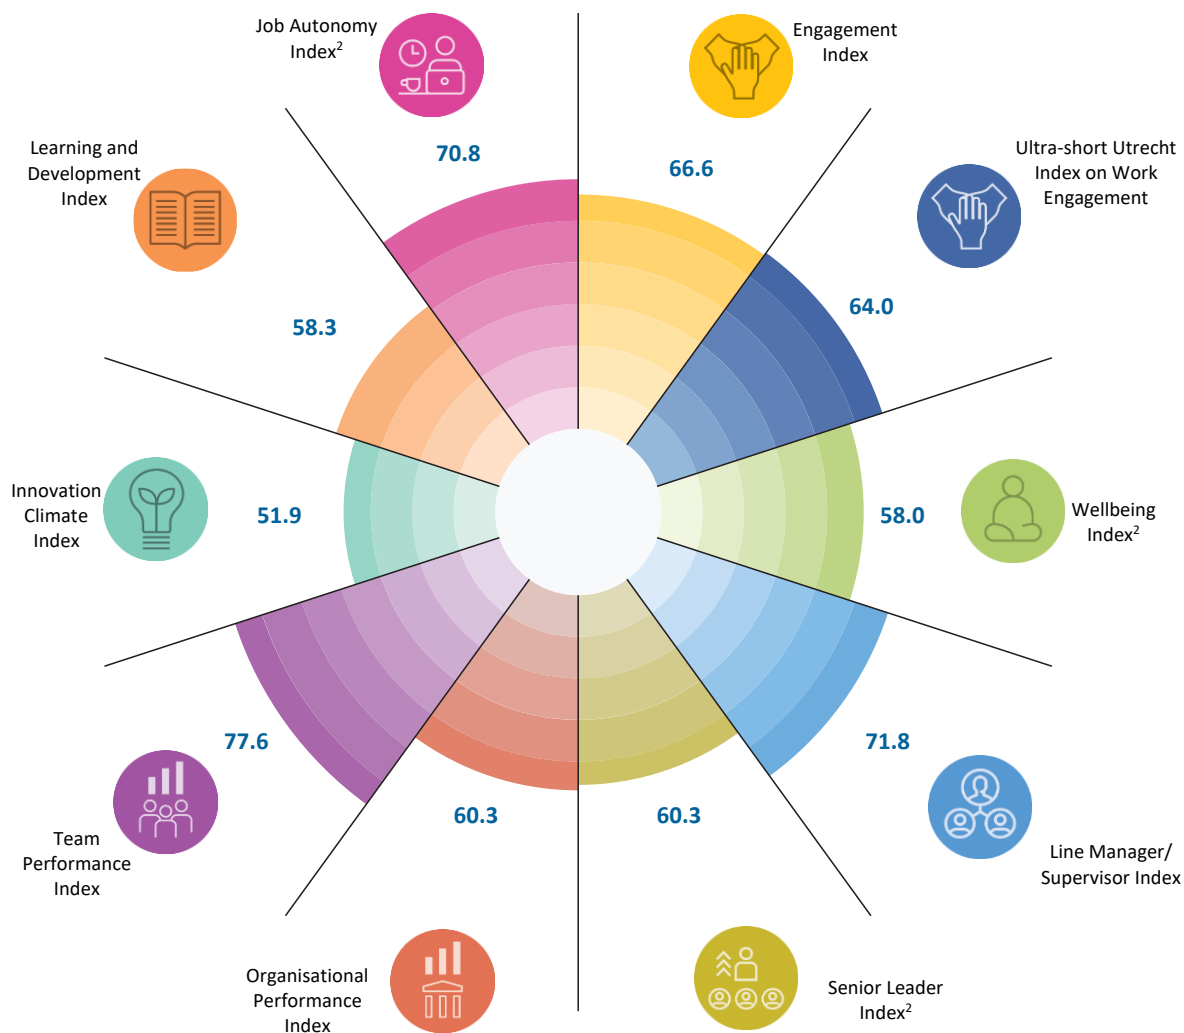 Job Autonomy
Index²
70.8
Engagement
Index
66.6
Ultra-short Utrecht
Index on Work
Engagement
64.0
Wellbeing
Index²
58.0
Line Manager/
Supervisor Index
71.8
Senior Leader
Index²
60.3
Organisational
Performance
Index
60.3
Team
Performance
Index
77.6
Innovation
Climate
Index
51.9
Learning and
Development
Index
58.3